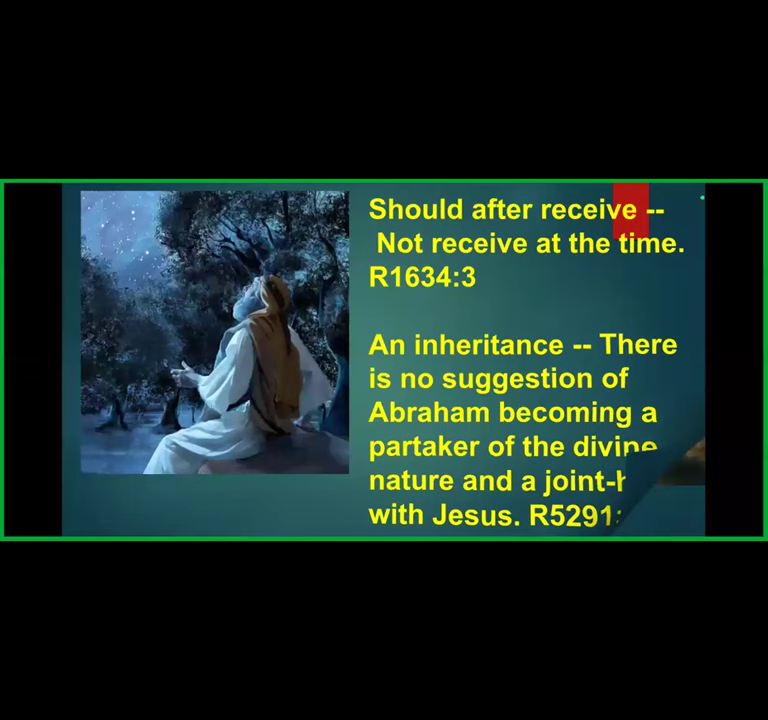 Should after receive --
Not receive at the time.
R1634:3
An inheritance -- There
is no suggestion of
Abraham becoming a
partaker of the divine
nature and a
with Jesus. R5291: